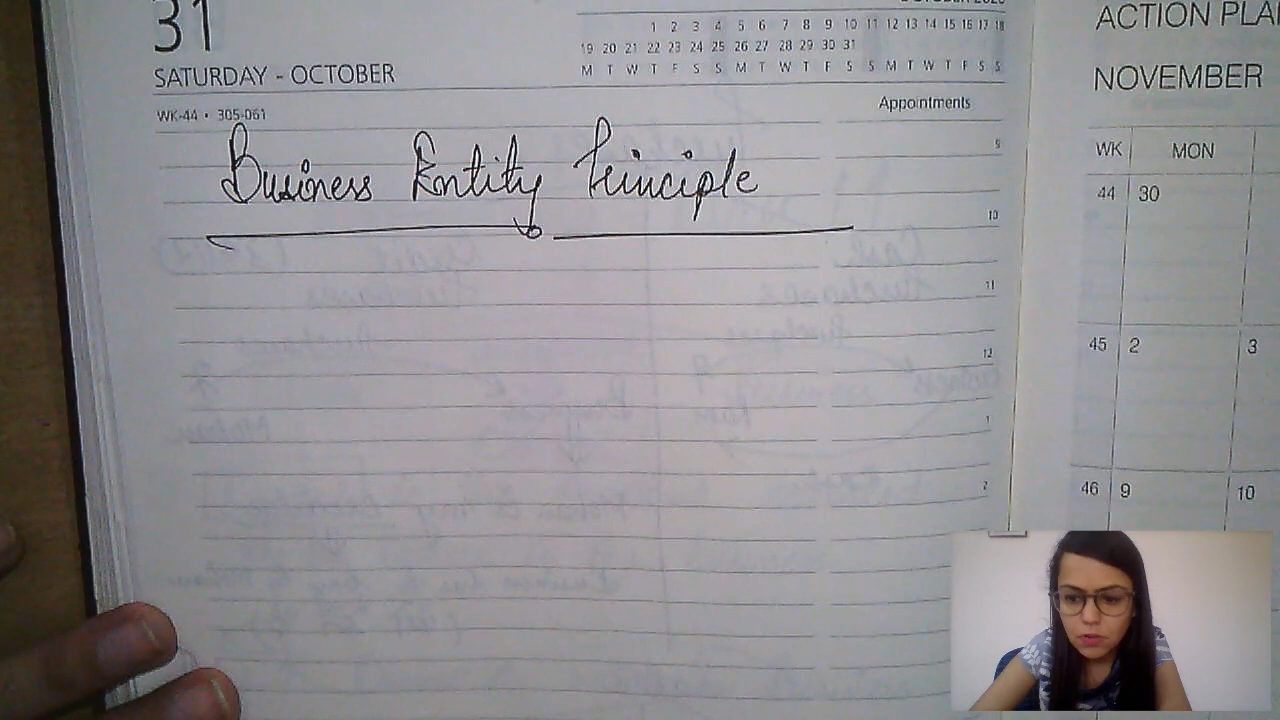 31
SATURDAY - OCTOBER
WK-44 • 305-061
1 2 3 4 5 6 7 8 9 10 11 12 13 14 15 16 17 18
19 20 21 22 23 24 25 26 27 28 29 30 31
M T W T F S S M T W T F S S M T W T F S S
Appointments
Business Entity Principle
9
10
11
12
1
2
ACTION PLA
NOVEMBER
WK MON
44 30
45 2 3
46 9 10